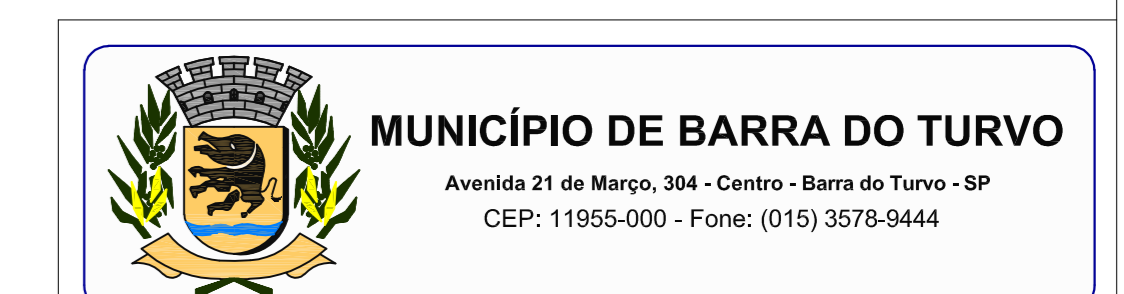 MUNICÍPIO DE BARRA DO TURVO
Avenida 21 de Março, 304 - Centro - Barra do Turvo - SP
CEP: 11955-000 - Fone: (015) 3578-9444